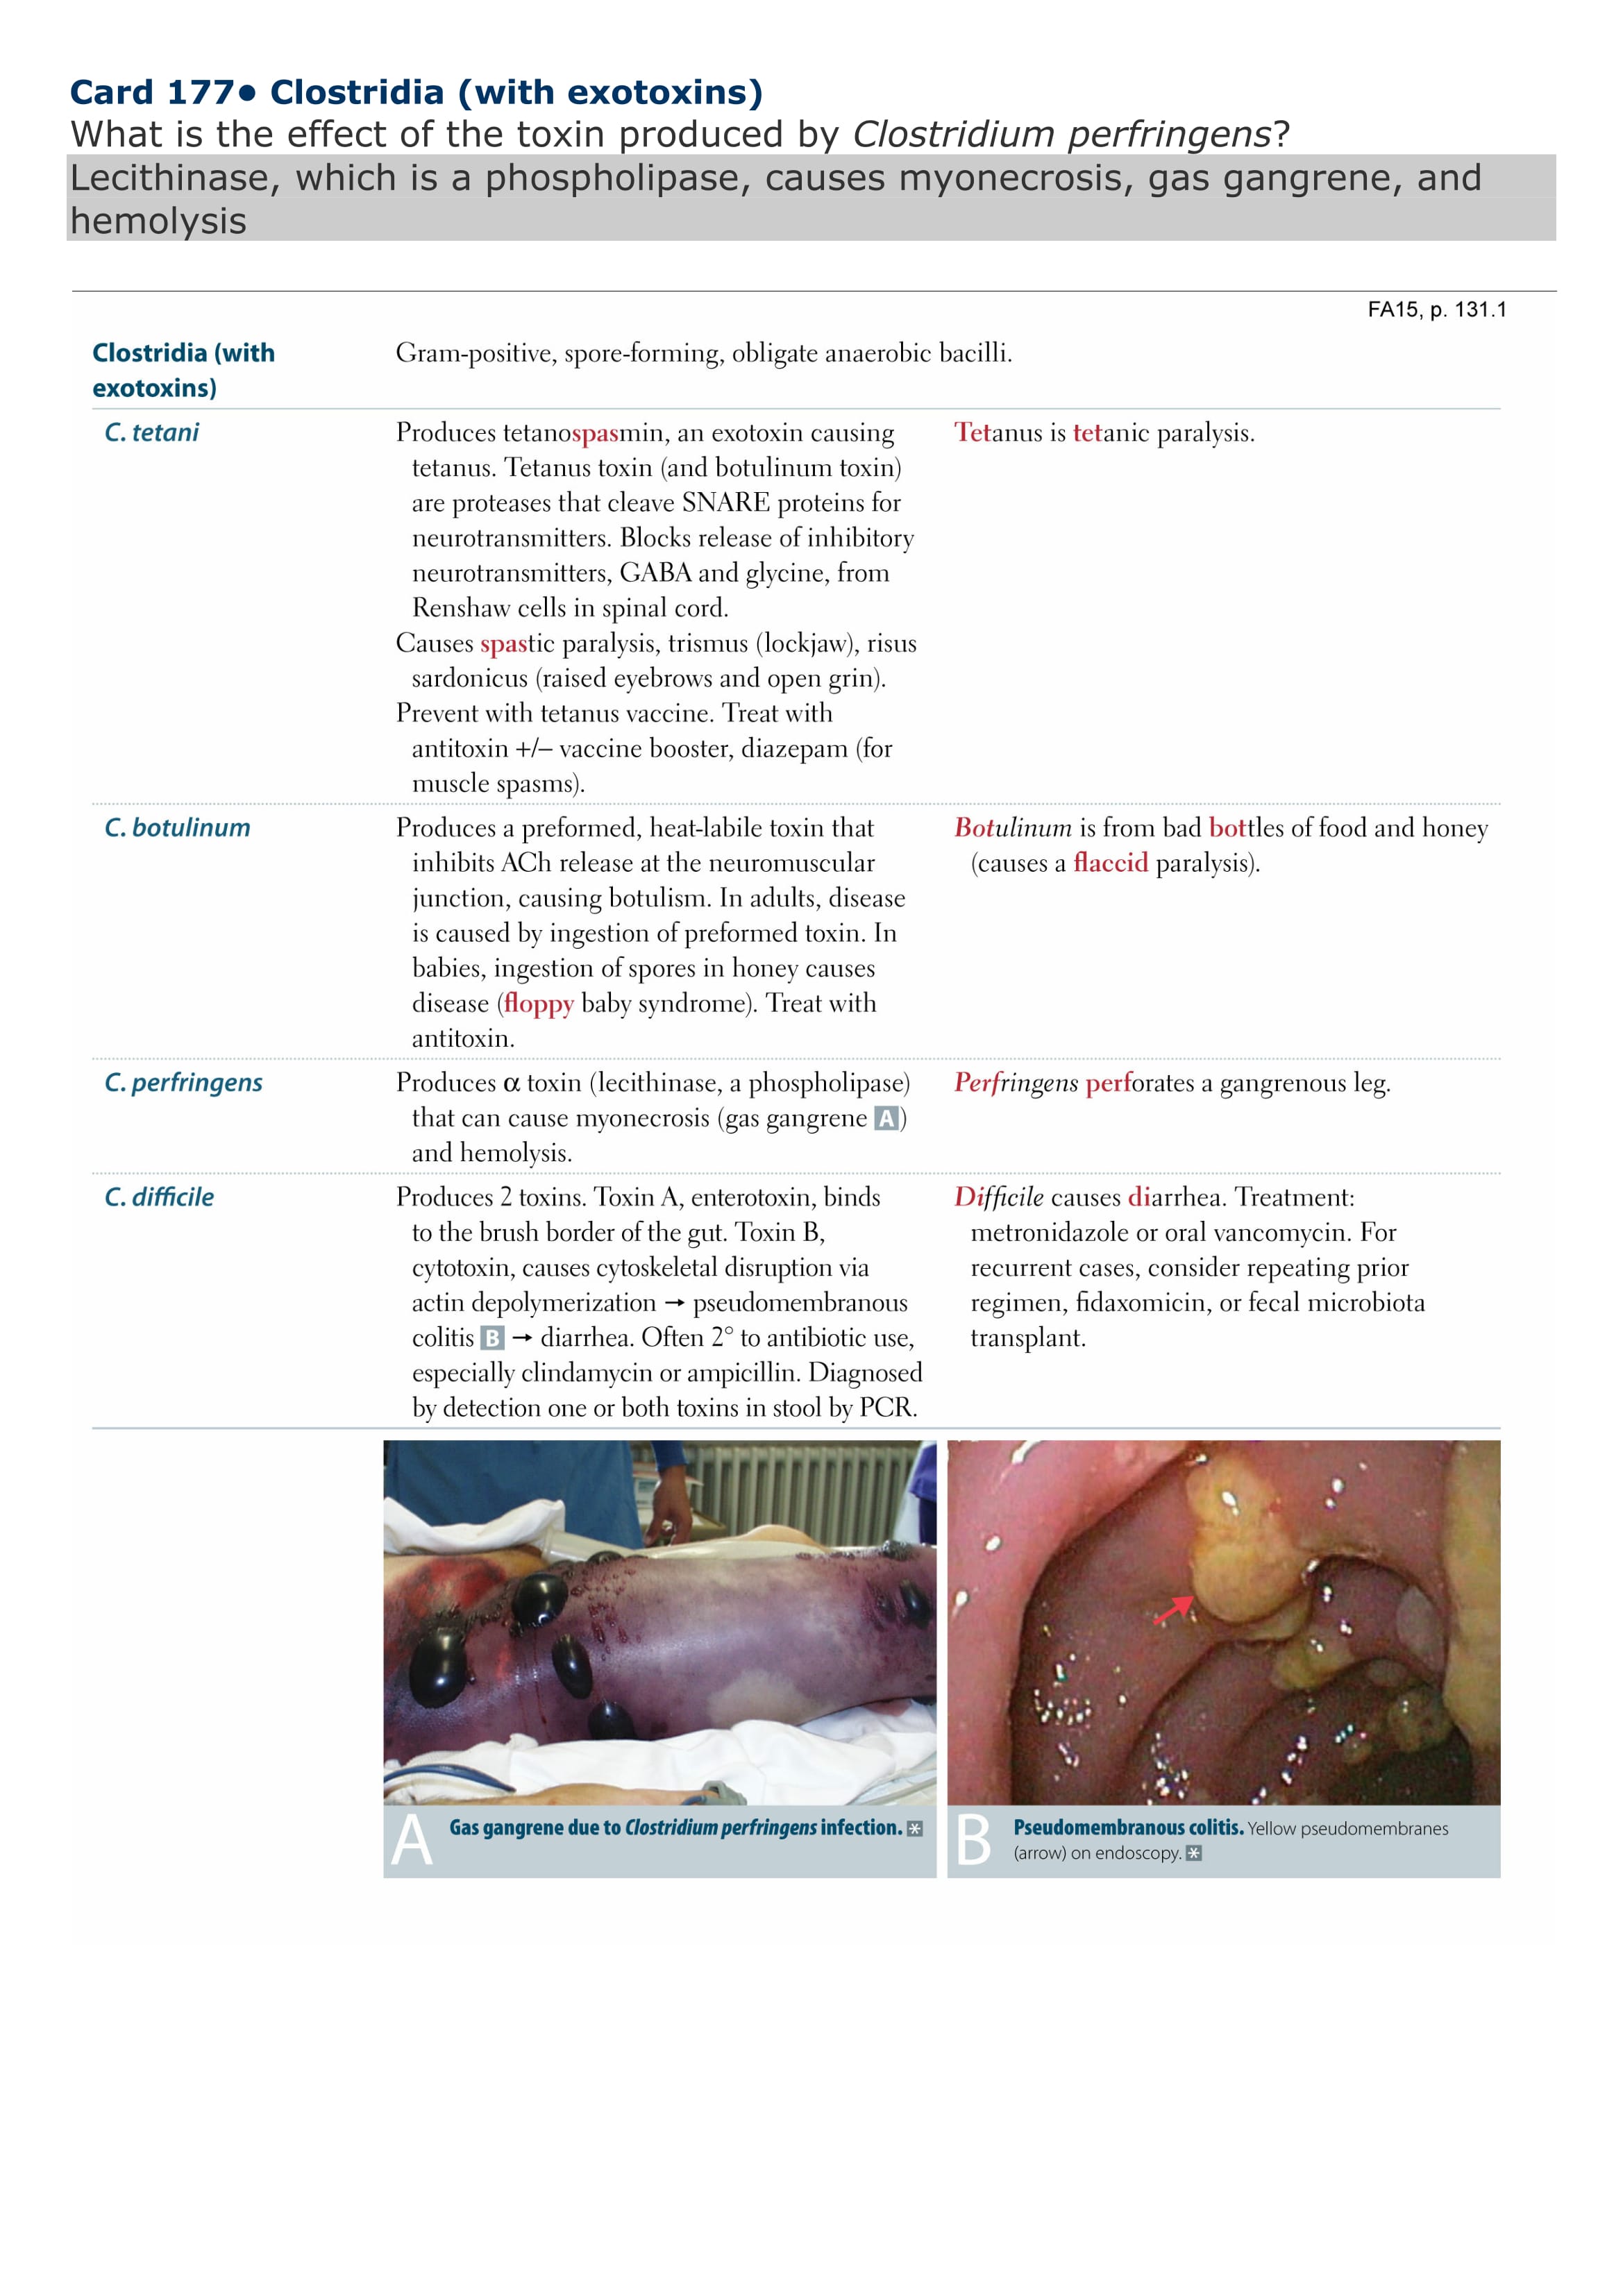 Card 177• Clostridia (with exotoxins)
What is the effect of the toxin produced by Clostridium perfringens?
Lecithinase, which is a phospholipase, causes myonecrosis, gas gangrene, and
hemolysis
FA15, p. 131.1
Clostridia (with
exotoxins)
Gram-positive, spore-forming, obligate anaerobic bacilli.
C. tetani
Produces tetanospasmin, an exotoxin causing
tetanus. Tetanus toxin (and botulinum toxin)
are proteases that cleave SNARE proteins for
neurotransmitters. Blocks release of inhibitory
neurotransmitters, GABA and glycine, from
Renshaw cells in spinal cord.
Causes spastic paralysis, trismus (lockjaw), risus
sardonicus (raised eyebrows and open grin).
Prevent with tetanus vaccine. Treat with
antitoxin +/– vaccine booster, diazepam (for
muscle spasms).
Tetanus is tetanic paralysis.
C. botulinum
Produces a preformed, heat-labile toxin that
inhibits ACh release at the neuromuscular
junction, causing botulism. In adults, disease
is caused by ingestion of preformed toxin. In
babies, ingestion of spores in honey causes
disease (floppy baby syndrome). Treat with
antitoxin.
Botulinum is from bad bottles of food and honey
(causes a flaccid paralysis).
C. perfringens
Produces α toxin (lecithinase, a phospholipase)
that can cause myonecrosis (gas gangrene A)
and hemolysis.
Perfringens perforates a gangrenous leg.
C. difficile
Produces 2 toxins. Toxin A, enterotoxin, binds
to the brush border of the gut. Toxin B,
cytotoxin, causes cytoskeletal disruption via
actin depolymerization → pseudomembranous
colitis B → diarrhea. Often 2° to antibiotic use,
especially clindamycin or ampicillin. Diagnosed
by detection one or both toxins in stool by PCR.
Difficile causes diarrhea. Treatment:
metronidazole or oral vancomycin. For
recurrent cases, consider repeating prior
regimen, fidaxomicin, or fecal microbiota
transplant.
A Gas gangrene due to Clostridium perfringens infection. *
B Pseudomembranous colitis. Yellow pseudomembranes
(arrow) on endoscopy. *